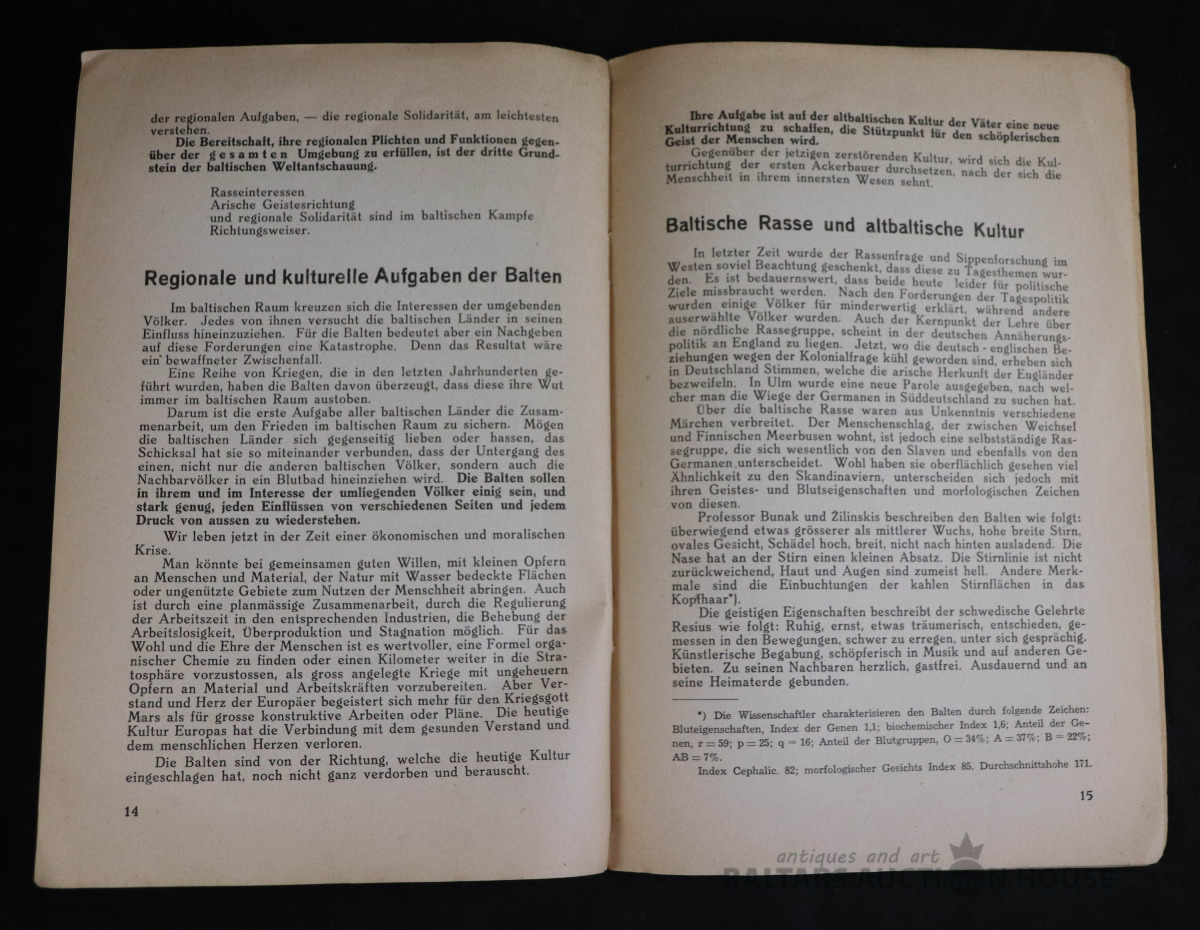 der regionalen Aufgaben, — die regionale Solidarität, am leichtesten
verstehen.
Die Bereitschaft, ihre regionalen Plichten und Funktionen gegen-
über der gesamten Umgebung zu erfüllen, ist der dritte Grund-
stein der baltischen Weltantschauung.
Rasseinteressen
Arische Geistesrichtung
und regionale Solidarität sind im baltischen Kampfe
Richtungsweiser.
Regionale und kulturelle Aufgaben der Balten
Im baltischen Raum kreuzen sich die Interessen der umgebenden
Völker. Jedes von ihnen versucht die baltischen Länder in seinen
Einfluss hineinzuziehen. Für die Balten bedeutet aber ein Nachgeben
auf diese Forderungen eine Katastrophe. Denn das Resultat wäre
ein bewaffneter Zwischenfall.
Eine Reihe von Kriegen, die in den letzten Jahrhunderten ge-
führt wurden, haben die Balten davon überzeugt, dass diese ihre Wut
immer im baltischen Raum austoben.
Darum ist die erste Aufgabe aller baltischen Länder die Zusam-
menarbeit, um den Frieden im baltischen Raum zu sichern. Mögen
die baltischen Länder sich gegenseitig lieben oder hassen, das
Schicksal hat sie so miteinander verbunden, dass der Untergang des
einen, nicht nur die anderen baltischen Völker, sondern auch die
Nachbarvölker in ein Blutbad hineinziehen wird. Die Balten sollen
in ihrem und im Interesse der umliegenden Völker einig sein, und
stark genug, jeden Einflüssen von verschiedenen Seiten und jedem
Druck von aussen zu wiederstehen.
Wir leben jetzt in der Zeit einer ökonomischen und moralischen
Krise.
Man könnte bei gemeinsamen guten Willen, mit kleinen Opfern
an Menschen und Material, der Natur mit Wasser bedeckte Flächen
oder ungenützte Gebiete zum Nutzen der Menschheit abringen. Auch
ist durch eine planmässige Zusammenarbeit, durch die Regulierung
der Arbeitszeit in den entsprechenden Industrien, die Behebung der
Arbeitslosigkeit, Überproduktion und Stagnation möglich. Für das
Wohl und die Ehre der Menschen ist es wertvoller, eine Formel orga-
nischer Chemie zu finden oder einen Kilometer weiter in die Stra-
tosphäre vorzustossen, als gross angelegte Kriege mit ungeheuern
Opfern an Material und Arbeitskräften vorzubereiten. Aber Ver-
stand und Herz der Europäer begeistert sich mehr für den Kriegsgott
Mars als für grosse konstruktive Arbeiten oder Pläne. Die heutige
Kultur Europas hat die Verbindung mit dem gesunden Verstand und
dem menschlichen Herzen verloren.
Die Balten sind von der Richtung, welche die heutige Kultur
eingeschlagen hat, noch nicht ganz verdorben und berauscht.
14
Ihre Aufgabe ist auf der altbaltischen Kultur der Väter eine neue
Kulturrichtung zu schaffen, die Stützpunkt für den schöpferischen
Geist der Menschen wird.
Gegenüber der jetzigen zerstörenden Kultur, wird sich die Kul-
turrichtung der ersten Ackerbauer durchsetzen, nach der sich die
Menschheit in ihrem innersten Wesen sehnt.
Baltische Rasse und altbaltische Kultur
In letzter Zeit wurde der Rassenfrage und Sippenforschung im
Westen soviel Beachtung geschenkt, dass diese zu Tagesthemen wur-
den. Es ist bedauernswert, dass beide heute leider für politische
Ziele missbraucht werden. Nach den Forderungen der Tagespolitik
wurden einige Völker für minderwertig erklärt, während andere
auserwählte Völker wurden. Auch der Kernpunkt der Lehre über
die nördliche Rassegruppe, scheint in der deutschen Annäherungs-
politik an England zu liegen. Jetzt, wo die deutsch - englischen Be-
ziehungen wegen der Kolonialfrage kühl geworden sind, erheben sich
in Deutschland Stimmen, welche die arische Herkunft der Engländer
bezweifeln. In Ulm wurde eine neue Parole ausgegeben, nach wel-
cher man die Wiege der Germanen in Süddeutschland zu suchen hat.
Über die baltische Rasse waren aus Unkenntnis verschiedene
Märchen verbreitet. Der Menschenschlag, der zwischen Weichsel
und Finnischen Meerbusen wohnt, ist jedoch eine selbstständige Ras-
segruppe, die sich wesentlich von den Slaven und ebenfalls von den
Germanen unterscheidet. Wohl haben sie oberflächlich gesehen viel
Ähnlichkeit zu den Skandinaviern, unterscheiden sich jedoch mit
ihren Geistes- und Blutseigenschaften und morfologischen Zeichen
von diesen.
Professor Bunak und Žilinskis beschreiben den Balten wie folgt:
überwiegend etwas grösserer als mittlerer Wuchs, hohe breite Stirn,
ovales Gesicht, Schädel hoch, breit, nicht nach hinten ausladend. Die
Nase hat an der Stirn einen kleinen Absatz. Die Stirnlinie ist nicht
zurückweichend, Haut und Augen sind zumeist hell. Andere Merk-
male sind die Einbuchtungen der kahlen Stirnflächen in das
Kopfhaar*).
Die geistigen Eigenschaften beschreibt der schwedische Gelehrte
Resius wie folgt: Ruhig, ernst, etwas träumerisch, entschieden, ge-
messen in den Bewegungen, schwer zu erregen, unter sich gesprächig.
Künstlerische Begabung, schöpferisch in Musik und auf anderen Ge-
bieten. Zu seinen Nachbaren herzlich, gastfrei. Ausdauernd und an
seine Heimaterde gebunden.
*) Die Wissenschaftler charakterisieren den Balten durch folgende Zeichen:
Bluteigenschaften, Index der Genen 1,1; biochemischer Index 1,6; Anteil der Ge-
nen, r = 59; p = 25; q = 16; Anteil der Blutgruppen, O = 34%; A = 37%; B = 22%;
AB = 7%.
Index Cephalic. 82; morfologischer Gesichts Index 85. Durchschnittshohe 171.
15
antiques and art
BALTARS AUCTION HOUSE